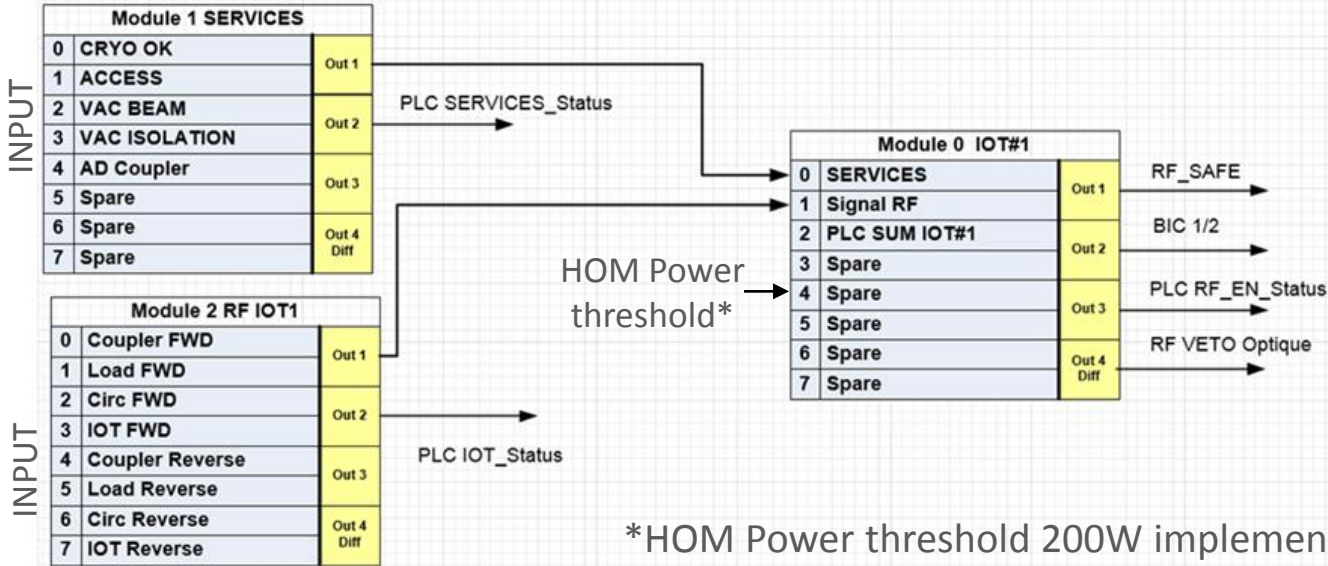 Module 1 SERVICES
INPUT
0 CRYO OK
1 ACCESS
2 VAC BEAM
3 VAC ISOLATION
4 AD Coupler
5 Spare
6 Spare
7 Spare
Out 1
Out 2
Out 3
Out 4
Diff
PLC SERVICES_Status
Module 2 RF IOT1
INPUT
0 Coupler FWD
1 Load FWD
2 Circ FWD
3 IOT FWD
4 Coupler Reverse
5 Load Reverse
6 Circ Reverse
7 IOT Reverse
Out 1
Out 2
Out 3
Out 4
Diff
PLC IOT_Status
HOM Power
threshold*
Module 0 IOT#1
0 SERVICES
1 Signal RF
2 PLC SUM IOT#1
3 Spare
4 Spare
5 Spare
6 Spare
7 Spare
Out 1
Out 2
Out 3
Out 4
Diff
RF_SAFE
BIC 1/2
PLC RF_EN_Status
RF VETO Optique
*HOM Power threshold 200W implemen